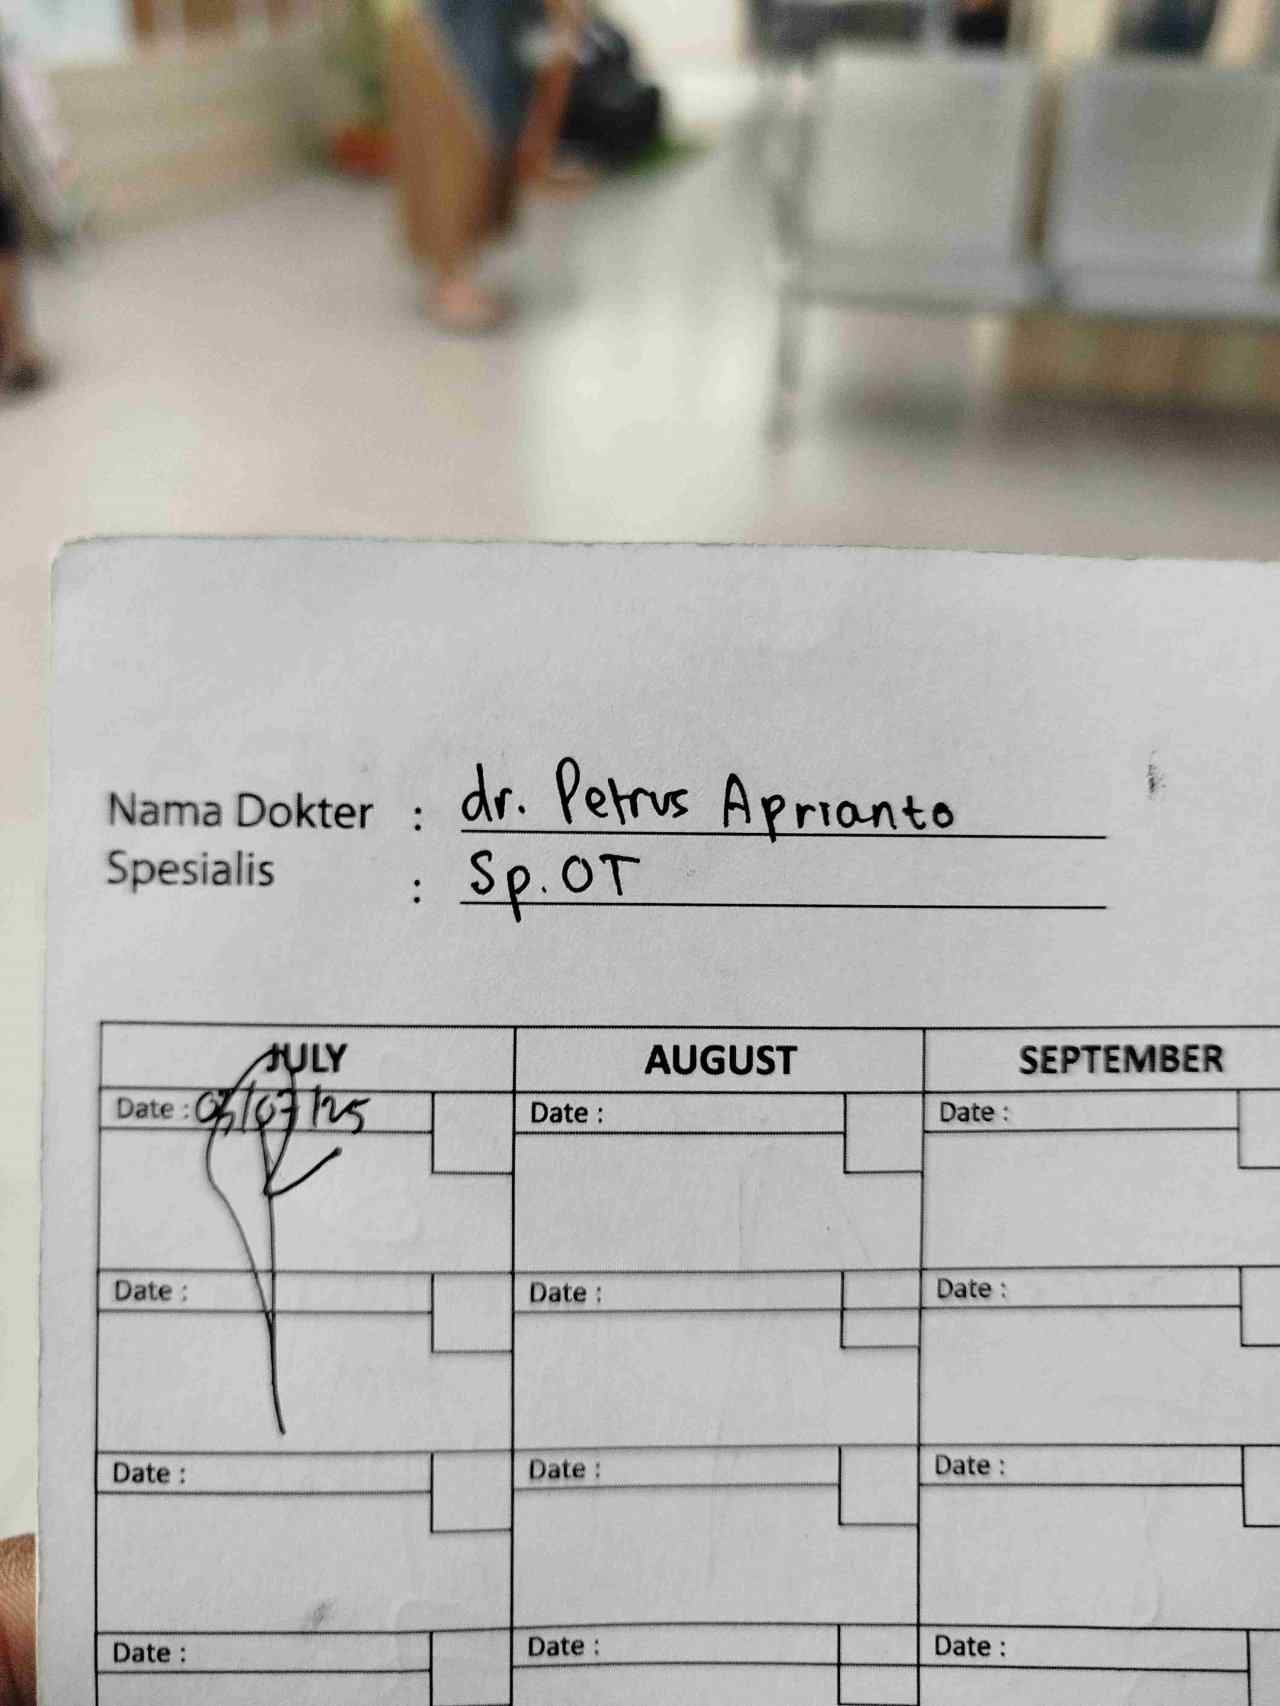 Nama Dokter : dr. Petrus Aprianto
Spesialis : Sp. OT
JULY AUGUST SEPTEMBER
Date : 03/07/25 Date : Date :
Date : Date : Date :
Date : Date : Date :
Date : Date : Date :